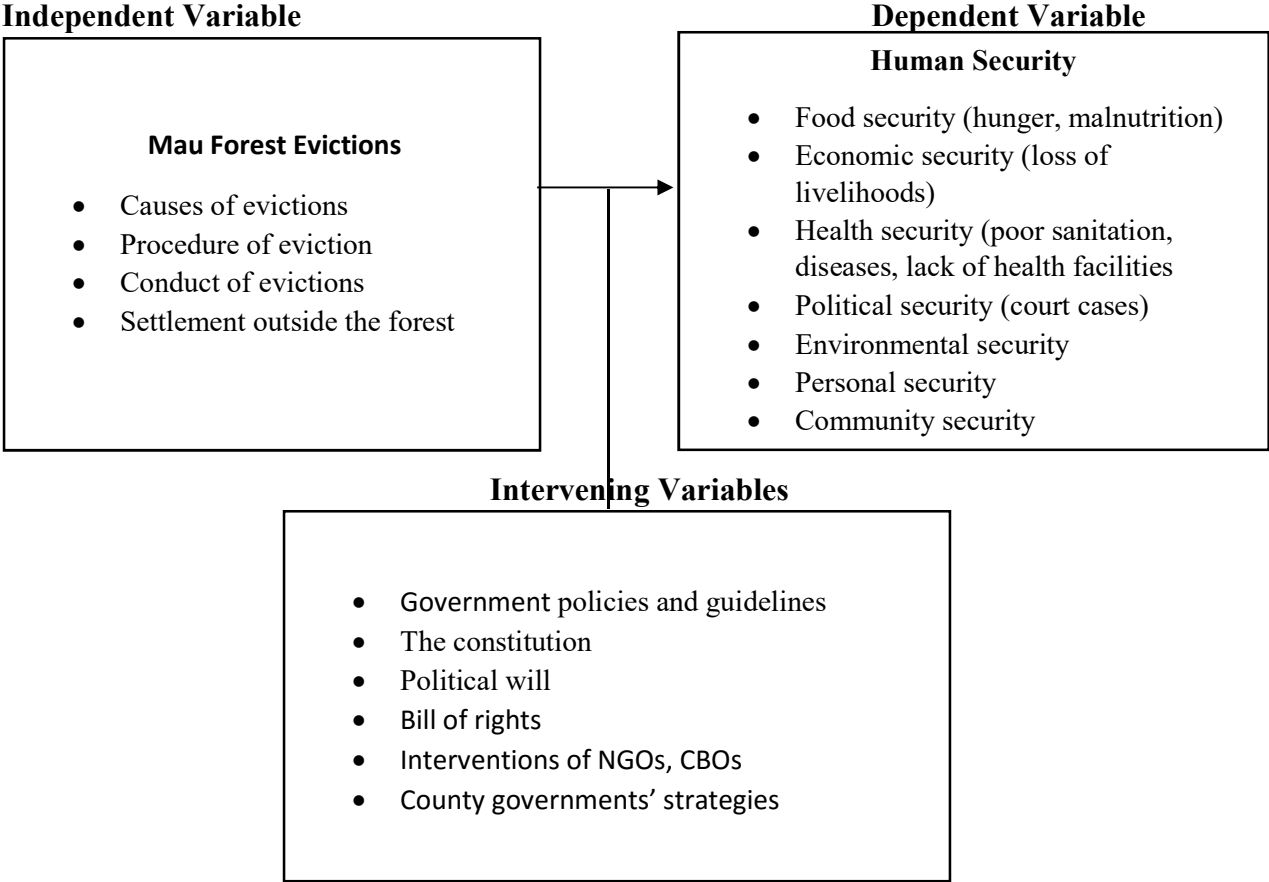 Independent Variable
Mau Forest Evictions
• Causes of evictions
• Procedure of eviction
• Conduct of evictions
• Settlement outside the forest
Dependent Variable
Human Security
• Food security (hunger, malnutrition)
• Economic security (loss of
livelihoods)
• Health security (poor sanitation,
diseases, lack of health facilities
• Political security (court cases)
• Environmental security
• Personal security
• Community security
Intervening Variables
• Government policies and guidelines
• The constitution
• Political will
• Bill of rights
• Interventions of NGOs, CBOs
• County governments’ strategies